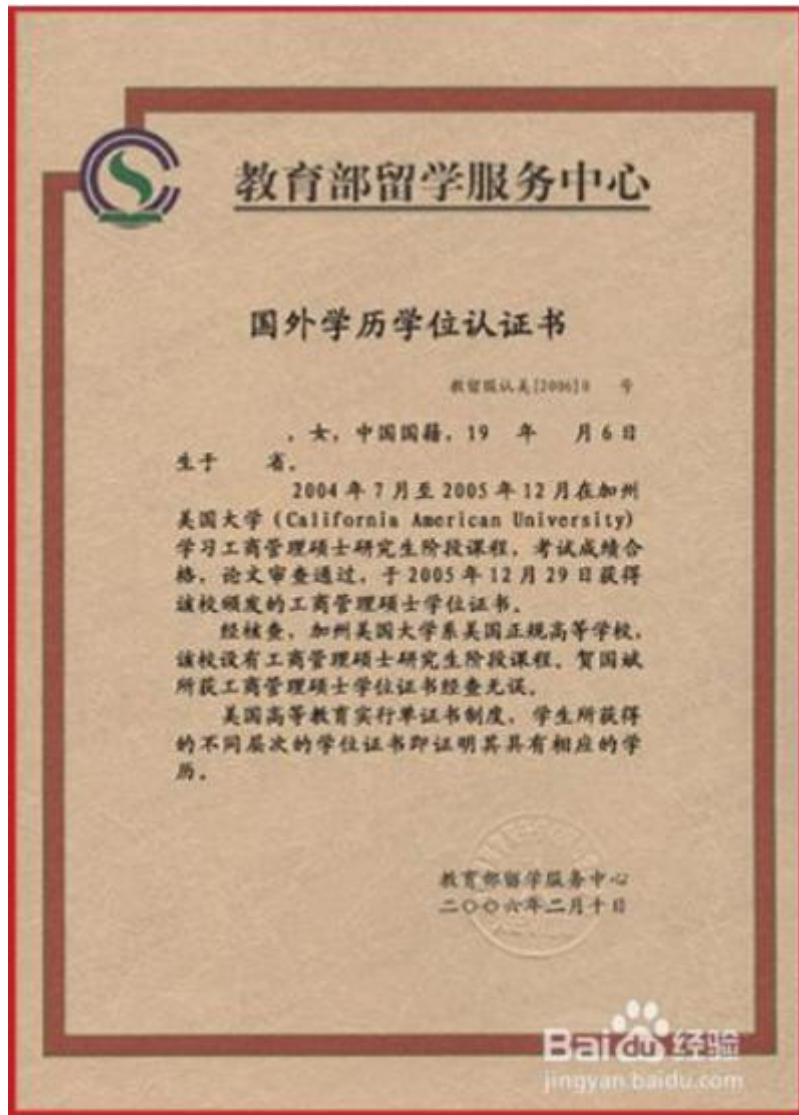 教育部留学服务中心
国外学历学位认证书
教留服认美[2006]0 号
，女，中国国籍，19 年 月6日
生于 省。
2004年7月至2005年12月在加州
美国大学(California American University)
学习工商管理硕士研究生阶段课程，考试成绩合
格，论文审查通过，于2005年12月29日获得
该校颁发的工商管理硕士学位证书。
经核查，加州美国大学系美国正规高等学校，
该校设有工商管理硕士研究生阶段课程。贺国斌
所获工商管理硕士学位证书经查无误。
美国高等教育实行单证书制度，学生所获得
的不同层次的学位证书即证明其具有相应的学
历。
教育部留学服务中心
二〇〇六年二月十日
Bai du 经验
jingyan.baidu.com